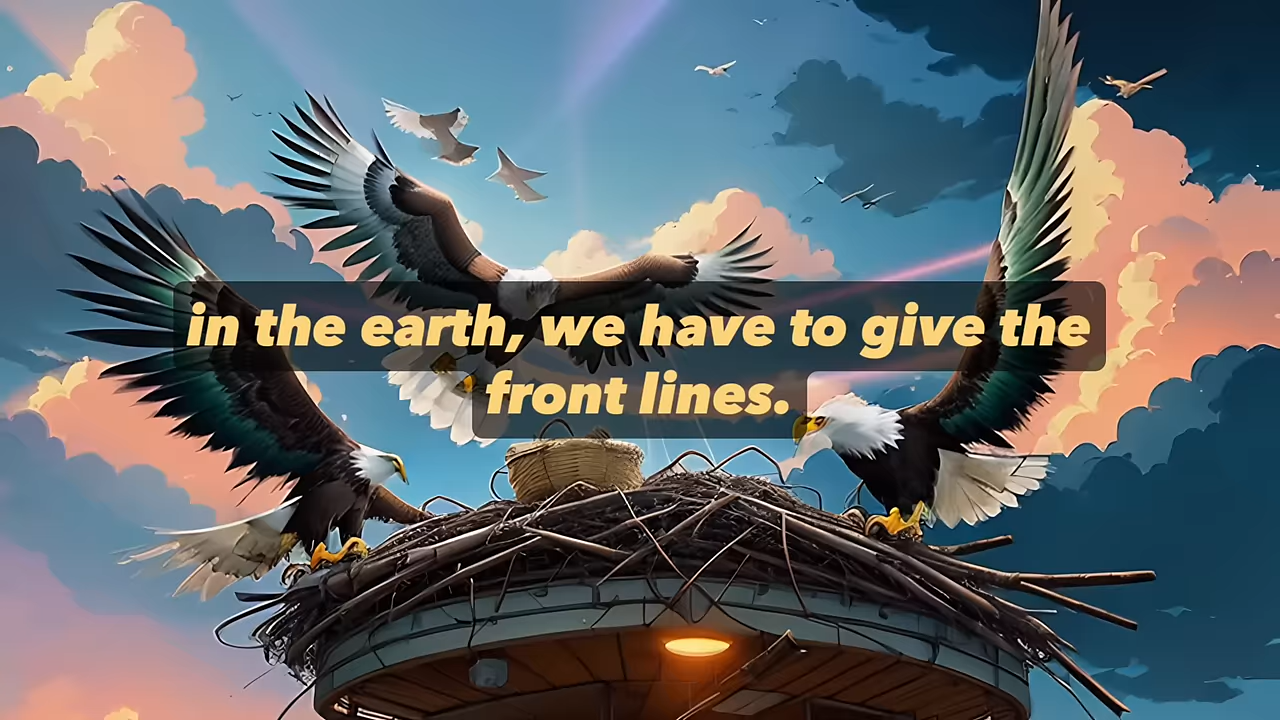 in the earth, we have to give the
front lines.